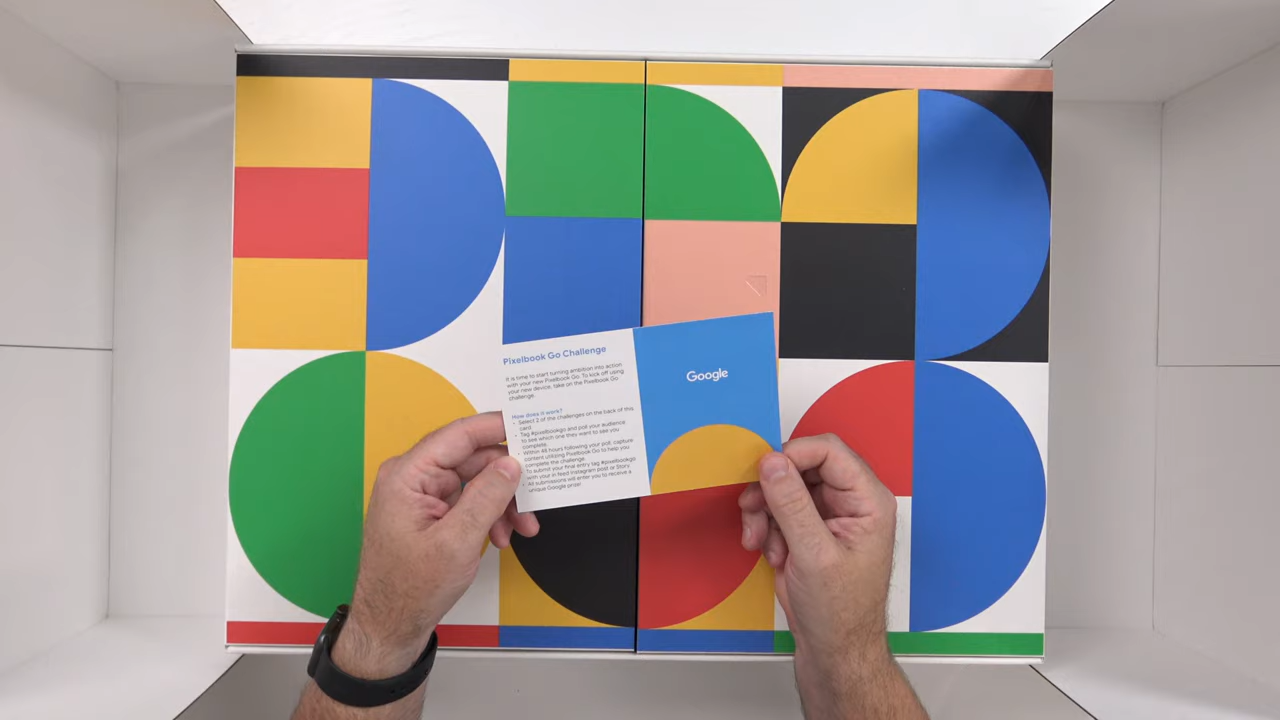 Pixelbook Go Challenge
It is time to start turning ambition into action
with your new Pixelbook Go. To kick off using
your new device, take on the Pixelbook Go
challenge.
How does it work?
- Select 2 of the challenges on the back of this
card.
- Tag #pixelbookgo and poll your audience
to see which one they want to see you
complete.
- Within 48 hours following your poll, capture
content utilizing Pixelbook Go to help you
complete the challenge.
- To submit your final entry tag #pixelbookgo
with your in feed Instagram post or Story.
- All submissions will enter you to receive a
unique Google prize!
Google